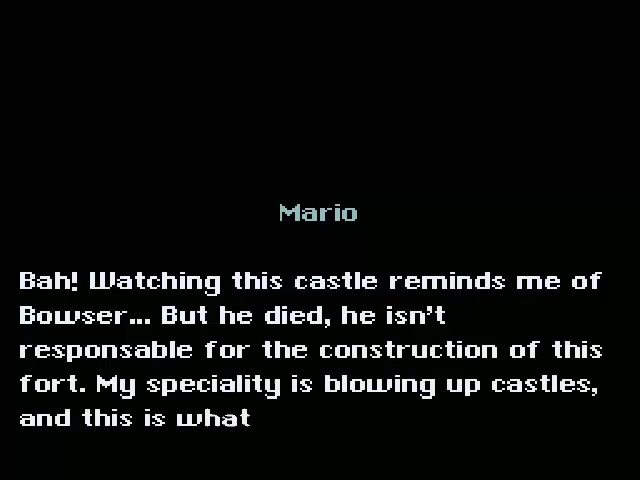 Mario
Bah! Watching this castle reminds me of
Bowser... But he died, he isn't
responsable for the construction of this
fort. My speciality is blowing up castles,
and this is what